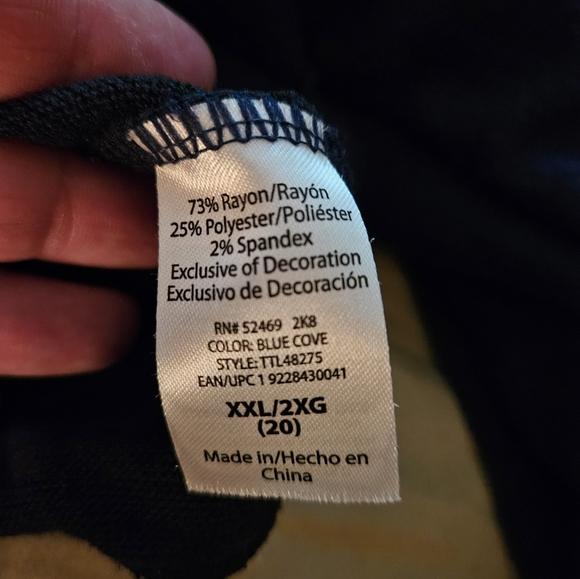 73% Rayon/Rayón
25% Polyester/Poliéster
2% Spandex
Exclusive of Decoration
Exclusivo de Decoración
RN# 52469 2K8
COLOR: BLUE COVE
STYLE: TTL48275
EAN/UPC 1 9228430041
XXL/2XG
(20)
Made in/Hecho en
China